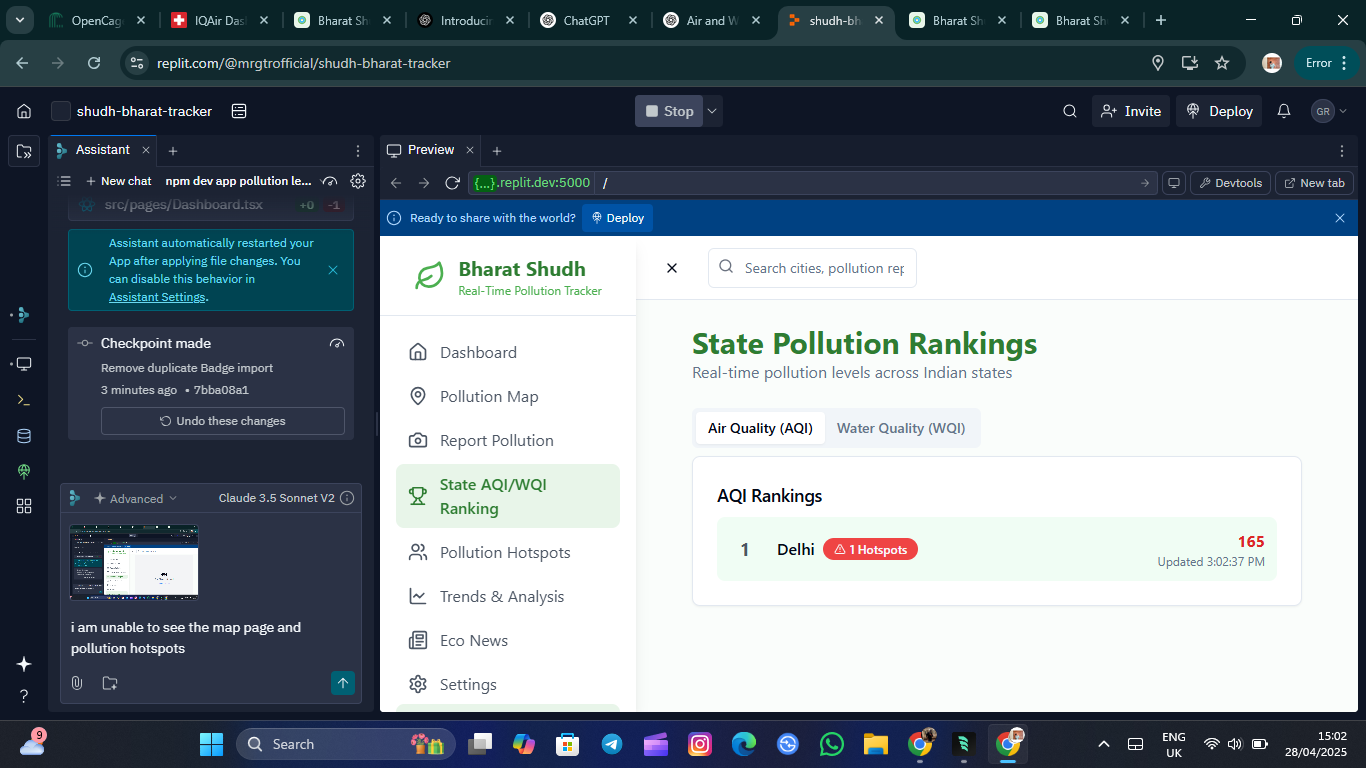 OpenCag
IQAir Das
Bharat Sh
Introducin
ChatGPT
Air and W
shudh-bh
Bharat Sh
Bharat Sh
replit.com/@mrgtrofficial/shudh-bharat-tracker
Error
shudh-bharat-tracker
Stop
Invite
Deploy
GR
Assistant
Preview
New chat
npm dev app pollution le...
{...}.replit.dev:5000 /
Devtools
New tab
src/pages/Dashboard.tsx +0 -1
Ready to share with the world?
Deploy
Assistant automatically restarted your
App after applying file changes. You
can disable this behavior in
Assistant Settings.
Checkpoint made
Remove duplicate Badge import
3 minutes ago • 7bba08a1
Undo these changes
Advanced
Claude 3.5 Sonnet V2
i am unable to see the map page and
pollution hotspots
Bharat Shudh
Real-Time Pollution Tracker
Dashboard
Pollution Map
Report Pollution
State AQI/WQI
Ranking
Pollution Hotspots
Trends & Analysis
Eco News
Settings
Search cities, pollution rep
State Pollution Rankings
Real-time pollution levels across Indian states
Air Quality (AQI)
Water Quality (WQI)
AQI Rankings
1 Delhi 1 Hotspots 165
Updated 3:02:37 PM
9
Search
ENG
UK
15:02
28/04/2025